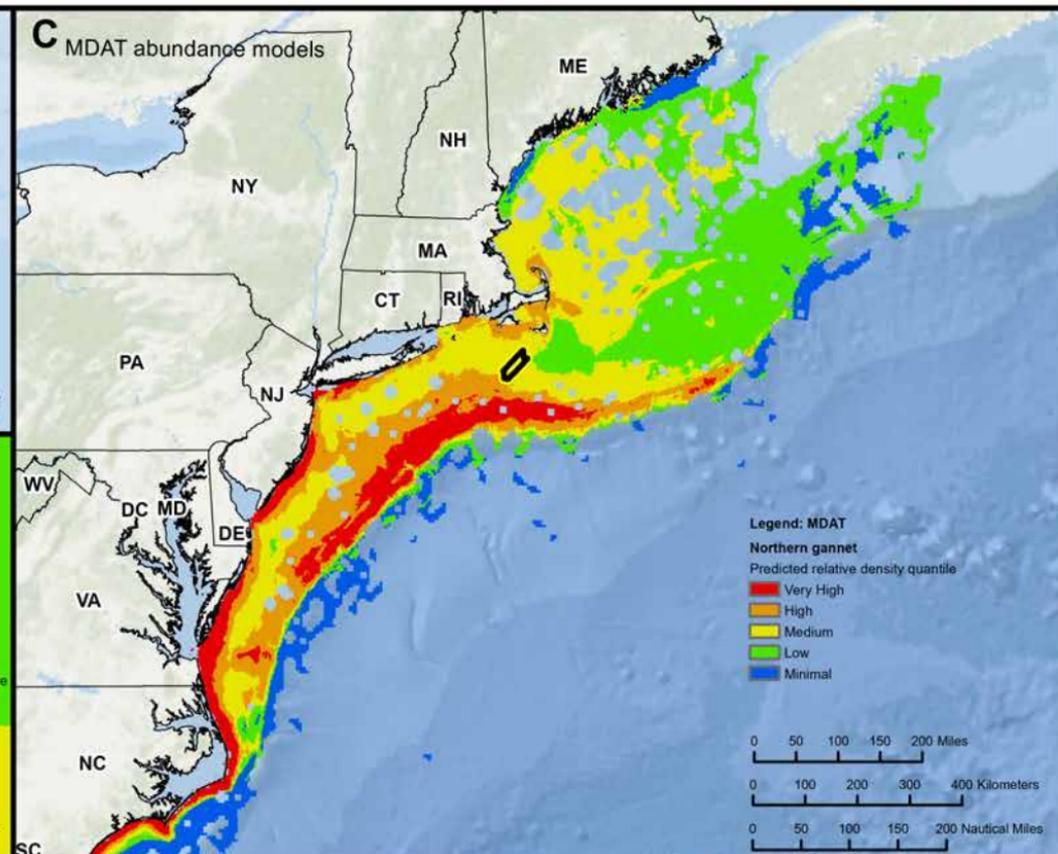 C MDAT abundance models
ME
NH
NY
MA
CT RI
PA
NJ
WV
DC MD
DE
VA
NC
SC
e
Legend: MDAT
Northern gannet
Predicted relative density quantile
Very High
High
Medium
Low
Minimal
0 50 100 150 200 Miles
0 100 200 300 400 Kilometers
0 50 100 150 200 Nautical Miles